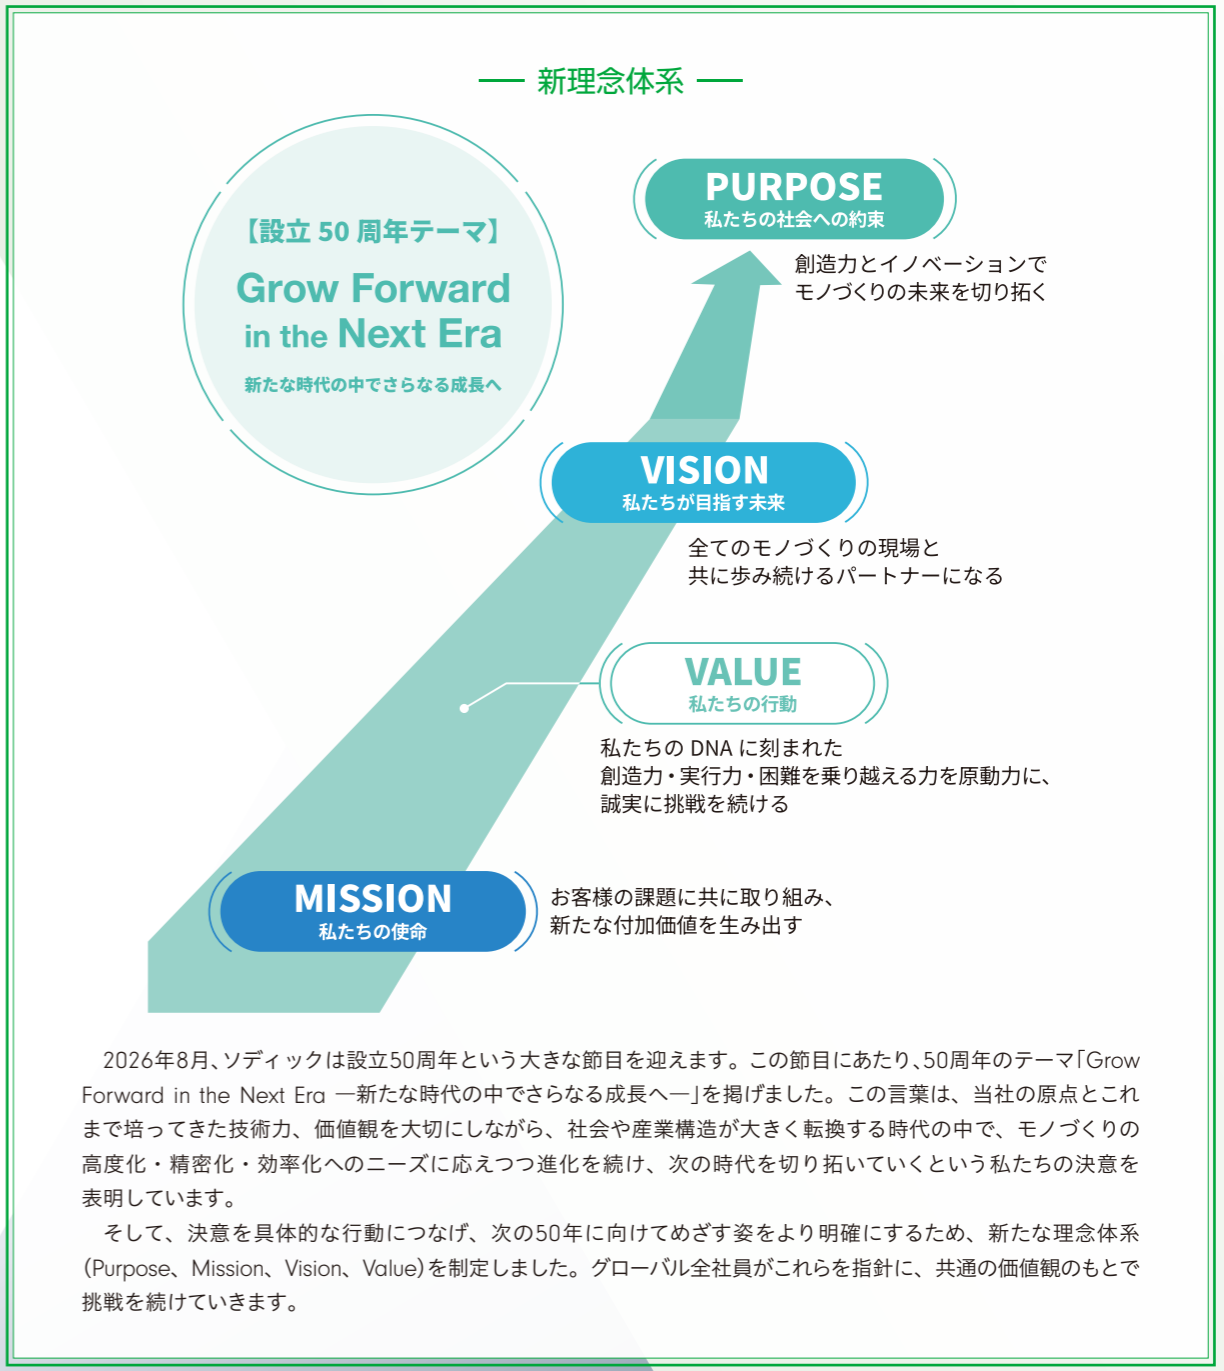 新理念体系
【設立 50 周年テーマ】
Grow Forward
in the Next Era
新たな時代の中でさらなる成長へ
PURPOSE
私たちの社会への約束
創造力とイノベーションで
モノづくりの未来を切り拓く
VISION
私たちが目指す未来
全てのモノづくりの現場と
共に歩み続けるパートナーになる
VALUE
私たちの行動
私たちの DNA に刻まれた
創造力・実行力・困難を乗り越える力を原動力に、
誠実に挑戦を続ける
MISSION
私たちの使命
お客様の課題に共に取り組み、
新たな付加価値を生み出す
2026年8月、ソディックは設立50周年という大きな節目を迎えます。この節目にあたり、50周年のテーマ「Grow
Forward in the Next Era ―新たな時代の中でさらなる成長へ―」を掲げました。この言葉は、当社の原点とこれ
まで培ってきた技術力、価値観を大切にしながら、社会や産業構造が大きく転換する時代の中で、モノづくりの
高度化・精密化・効率化へのニーズに応えつつ進化を続け、次の時代を切り拓いていくという私たちの決意を
表明しています。
そして、決意を具体的な行動につなげ、次の50年に向けてめざす姿をより明確にするため、新たな理念体系
（Purpose、Mission、Vision、Value）を制定しました。グローバル全社員がこれらを指針に、共通の価値観のもとで
挑戦を続けていきます。